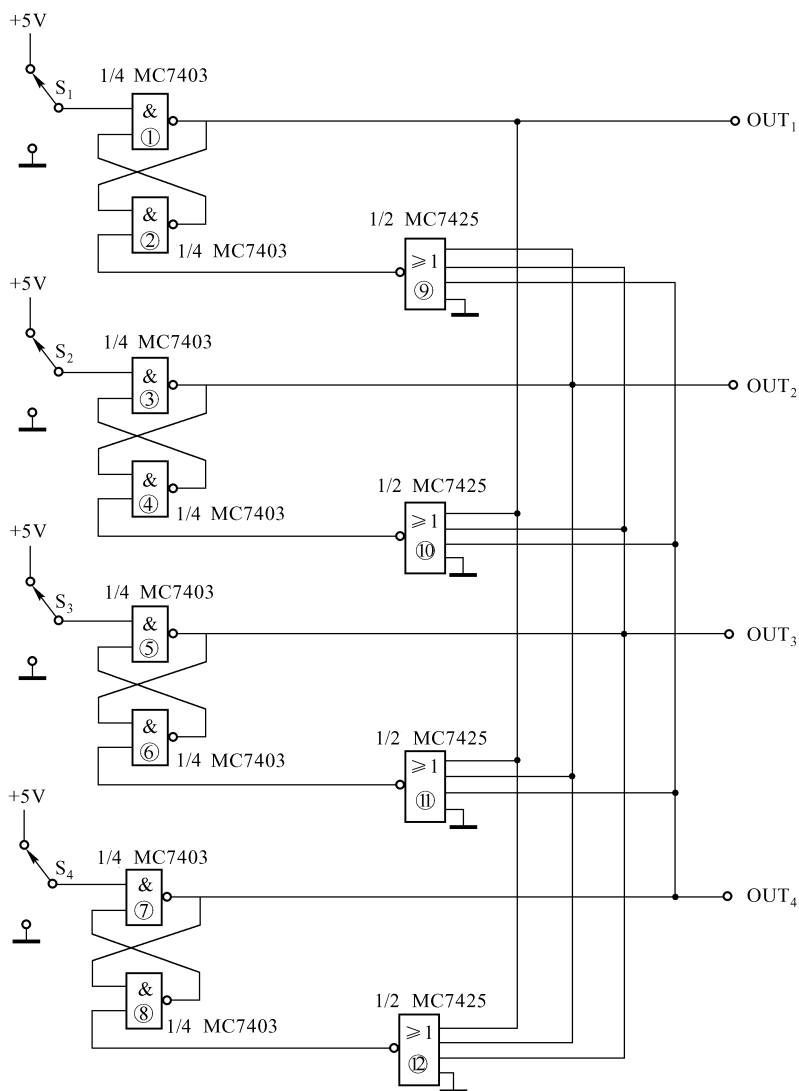 +5V
1/4 MC7403
S1
&
①
OUT1
&
②
1/4 MC7403
1/2 MC7425
≥1
⑨
+5V
1/4 MC7403
S2
&
③
OUT2
&
④
1/4 MC7403
1/2 MC7425
≥1
⑩
+5V
1/4 MC7403
S3
&
⑤
OUT3
&
⑥
1/4 MC7403
1/2 MC7425
≥1
⑪
+5V
1/4 MC7403
S4
&
⑦
OUT4
&
⑧
1/4 MC7403
1/2 MC7425
≥1
⑫